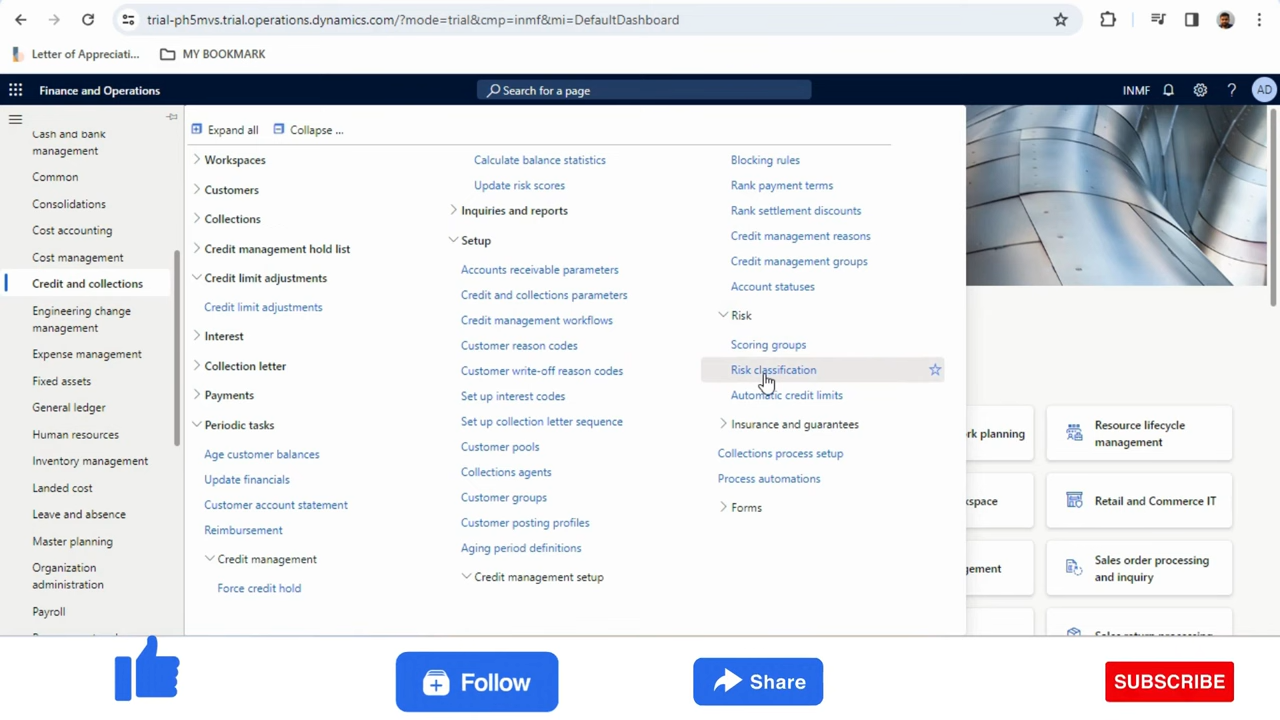 trial-ph5mvs.trial.operations.dynamics.com/?mode=trial&cmp=inmf&mi=DefaultDashboard
Letter of Appreciati...
MY BOOKMARK
Finance and Operations
Search for a page
INMF
?
AD
Cash and bank
management
Common
Consolidations
Cost accounting
Cost management
Credit and collections
Engineering change
management
Expense management
Fixed assets
General ledger
Human resources
Inventory management
Landed cost
Leave and absence
Master planning
Organization
administration
Payroll
Expand all
Collapse ...
Workspaces
Customers
Collections
Credit management hold list
Credit limit adjustments
Credit limit adjustments
Interest
Collection letter
Payments
Periodic tasks
Age customer balances
Update financials
Customer account statement
Reimbursement
Credit management
Force credit hold
Calculate balance statistics
Update risk scores
Inquiries and reports
Setup
Accounts receivable parameters
Credit and collections parameters
Credit management workflows
Customer reason codes
Customer write-off reason codes
Set up interest codes
Set up collection letter sequence
Customer pools
Collections agents
Customer groups
Customer posting profiles
Aging period definitions
Credit management setup
Blocking rules
Rank payment terms
Rank settlement discounts
Credit management reasons
Credit management groups
Account statuses
Risk
Scoring groups
Risk classification
Automatic credit limits
Insurance and guarantees
Collections process setup
Process automations
Forms
rk planning
Resource lifecycle
management
space
Retail and Commerce IT
gement
Sales order processing
and inquiry
Follow
Share
SUBSCRIBE